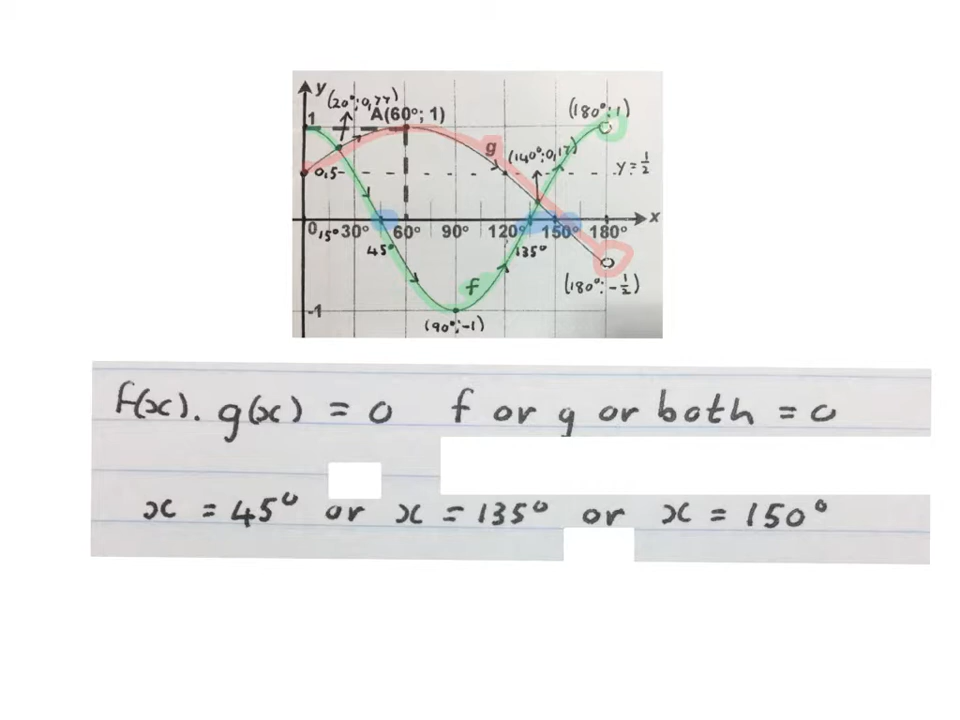 y
(20°;0,77)
A(60°; 1)
(180°;1)
1
g
(140°;0,17)
y = 1/2
0,5
x
0 15° 30° 60° 90° 120° 150° 180°
45°
135°
f
(180°;-1/2)
-1
(90°;-1)
f(x). g(x) = 0 f or g or both = 0
x = 45° or x = 135° or x = 150°